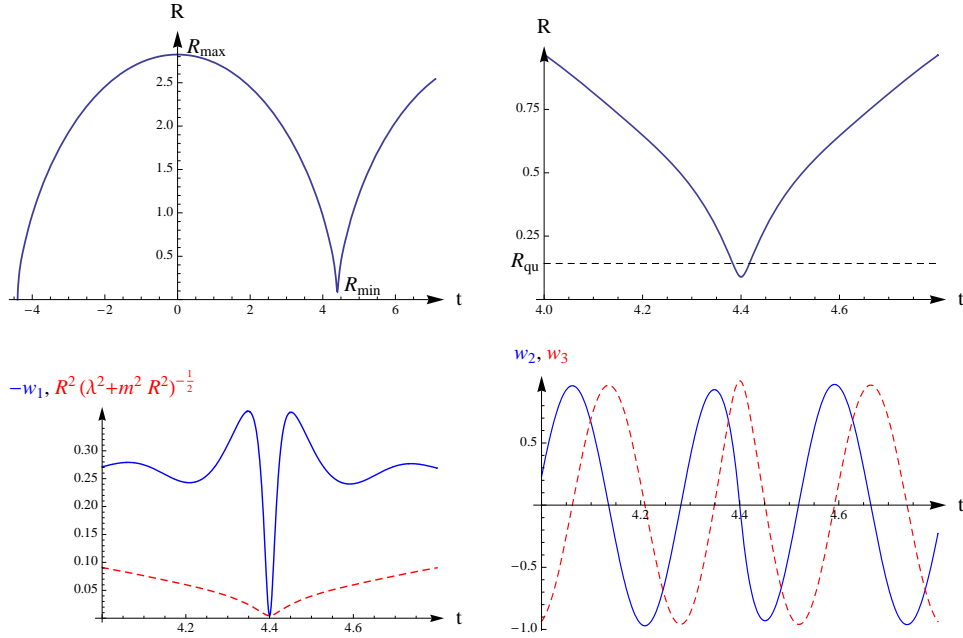 R
R_max
2.5
2.0
1.5
1.0
0.5
R_min
t
-4 -2 0 2 4 6
R
0.75
0.5
0.25
R_qu
t
4.0 4.2 4.4 4.6
-w_1, R^2 (λ^2+m^2 R^2)^{-1/2}
0.30
0.25
0.20
0.15
0.10
0.05
t
4.2 4.4 4.6
w_2, w_3
0.5
t
4.2 4.4 4.6
-0.5
-1.0